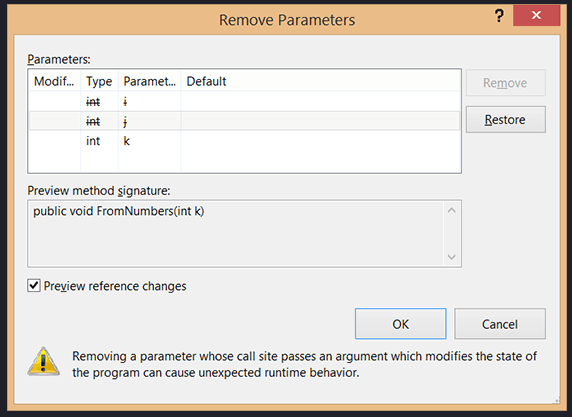 Remove Parameters
?
Parameters:
Modif... Type Paramet... Default
int i
int j
int k
Remove
Restore
Preview method signature:
public void FromNumbers(int k)
Preview reference changes
OK
Cancel
Removing a parameter whose call site passes an argument which modifies the state of
the program can cause unexpected runtime behavior.